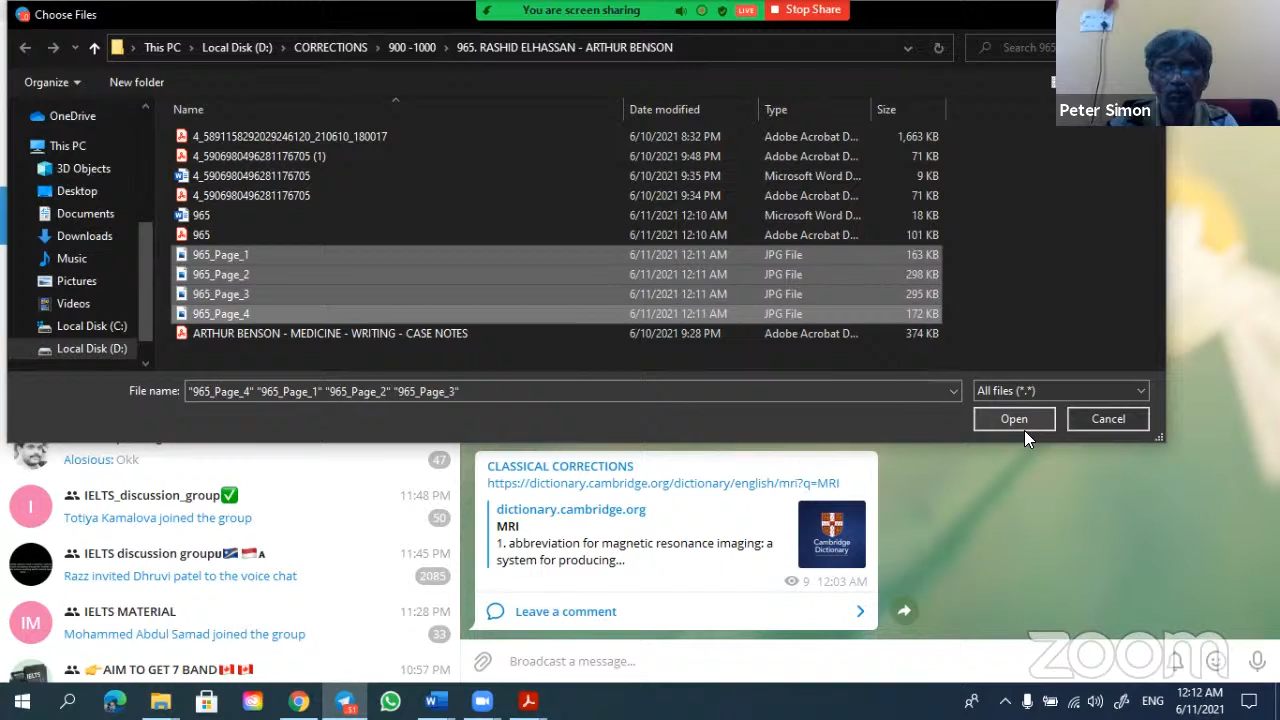 Choose Files
You are screen sharing
LIVE
Stop Share
This PC
Local Disk (D:)
CORRECTIONS
900 -1000
965. RASHID ELHASSAN - ARTHUR BENSON
Search 965
Peter Simon
Organize
New folder
OneDrive
This PC
3D Objects
Desktop
Documents
Downloads
Music
Pictures
Videos
Local Disk (C:)
Local Disk (D:)
Name Date modified Type Size
4_5891158292029246120_210610_180017 6/10/2021 8:32 PM Adobe Acrobat D... 1,663 KB
4_5906980496281176705 (1) 6/10/2021 9:48 PM Adobe Acrobat D... 71 KB
4_5906980496281176705 6/10/2021 9:35 PM Microsoft Word D... 9 KB
4_5906980496281176705 6/10/2021 9:34 PM Adobe Acrobat D... 71 KB
965 6/11/2021 12:10 AM Microsoft Word D... 18 KB
965 6/11/2021 12:10 AM Adobe Acrobat D... 101 KB
965_Page_1 6/11/2021 12:11 AM JPG File 163 KB
965_Page_2 6/11/2021 12:11 AM JPG File 298 KB
965_Page_3 6/11/2021 12:11 AM JPG File 295 KB
965_Page_4 6/11/2021 12:11 AM JPG File 172 KB
ARTHUR BENSON - MEDICINE - WRITING - CASE NOTES 6/10/2021 9:28 PM Adobe Acrobat D... 374 KB
File name: "965_Page_4" "965_Page_1" "965_Page_2" "965_Page_3"
All files (*.*)
Open
Cancel
Alosious: Okk 47
IELTS_discussion_group 11:48 PM
I
Totiya Kamalova joined the group 50
IELTS discussion group 11:45 PM
Razz invited Dhruvi patel to the voice chat 2085
IELTS MATERIAL 11:28 PM
IM
Mohammed Abdul Samad joined the group 33
AIM TO GET 7 BAND 10:57 PM
CLASSICAL CORRECTIONS
https://dictionary.cambridge.org/dictionary/english/mri?q=MRI
dictionary.cambridge.org
MRI
1. abbreviation for magnetic resonance imaging: a
system for producing...
Cambridge
Dictionary
9 12:03 AM
Leave a comment
Broadcast a message...
zoom
ENG
12:12 AM
6/11/2021